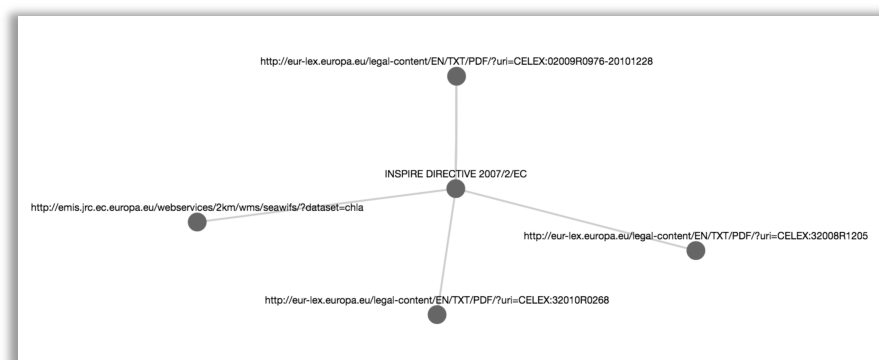 http://eur-lex.europa.eu/legal-content/EN/TXT/PDF/?uri=CELEX:02009R0976-20101228
INSPIRE DIRECTIVE 2007/2/EC
http://emis.jrc.ec.europa.eu/webservices/2km/wms/seawifs/?dataset=chla
http://eur-lex.europa.eu/legal-content/EN/TXT/PDF/?uri=CELEX:32008R1205
http://eur-lex.europa.eu/legal-content/EN/TXT/PDF/?uri=CELEX:32010R0268